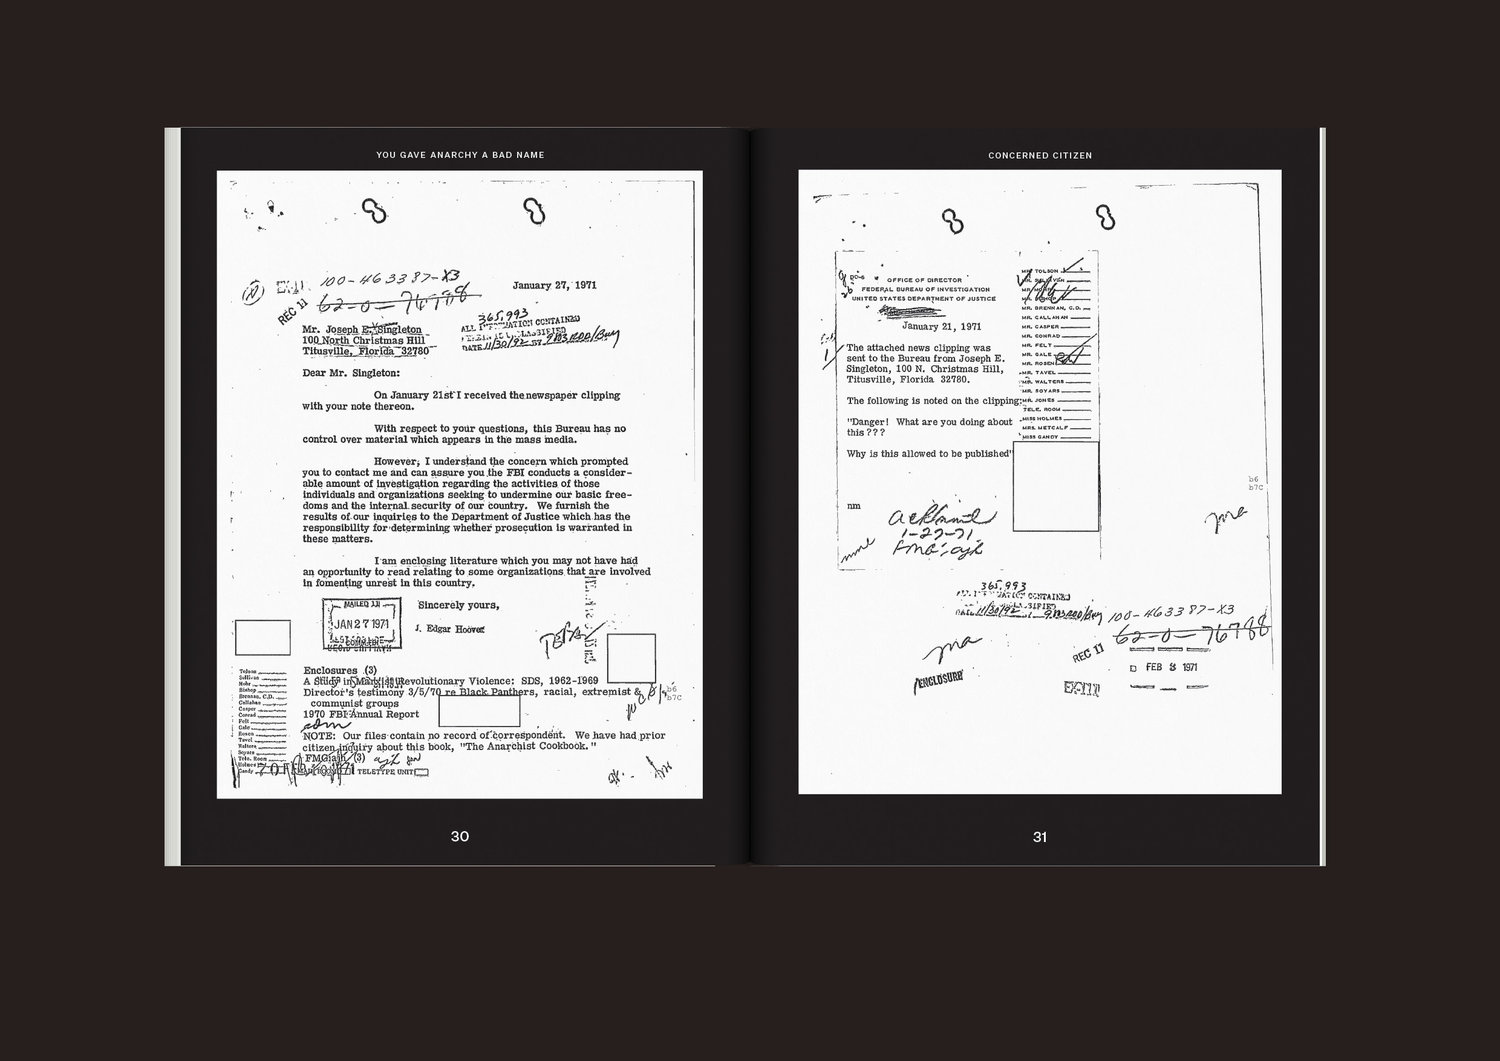 YOU GAVE ANARCHY A BAD NAME
100-463387-X3
62-0-76788
REC 11
January 27, 1971
365,993
ALL INFORMATION CONTAINED
HEREIN IS UNCLASSIFIED
DATE 11/30/92 BY
Mr. Joseph E. Singleton
100 North Christmas Hill
Titusville, Florida 32780
Dear Mr. Singleton:
On January 21st I received the newspaper clipping
with your note thereon.
With respect to your questions, this Bureau has no
control over material which appears in the mass media.
However, I understand the concern which prompted
you to contact me and can assure you the FBI conducts a consider-
able amount of investigation regarding the activities of those
individuals and organizations seeking to undermine our basic free-
doms and the internal security of our country. We furnish the
results of our inquiries to the Department of Justice which has the
responsibility for determining whether prosecution is warranted in
these matters.
I am enclosing literature which you may not have had
an opportunity to read relating to some organizations that are involved
in fomenting unrest in this country.
MAILED
JAN 27 1971
Sincerely yours,
J. Edgar Hoover
Enclosures (3)
A Study in Marxist Revolutionary Violence: SDS, 1962-1969
Director's testimony 3/5/70 re Black Panthers, racial, extremist &
communist groups
1970 FBI Annual Report
b6
b7C
NOTE: Our files contain no record of correspondent. We have had prior
citizen inquiry about this book, "The Anarchist Cookbook."
FMG:ajh (3)
TELETYPE UNIT
Tolson
Sullivan
Mohr
Bishop
Brennan, C.D.
Callahan
Casper
Conrad
Felt
Gale
Rosen
Tavel
Walters
Soyars
Tele. Room
Holmes
Gandy
30
CONCERNED CITIZEN
OFFICE OF DIRECTOR
FEDERAL BUREAU OF INVESTIGATION
UNITED STATES DEPARTMENT OF JUSTICE
January 21, 1971
The attached news clipping was
sent to the Bureau from Joseph E.
Singleton, 100 N. Christmas Hill,
Titusville, Florida 32780.
The following is noted on the clipping:
"Danger! What are you doing about
this???
Why is this allowed to be published"
nm
MR. TOLSON
MR. BRENNAN, C.D.
MR. CALLAHAN
MR. CASPER
MR. CONRAD
MR. FELT
MR. GALE
MR. ROSEN
MR. TAVEL
MR. WALTERS
MR. SOYARS
MR. JONES
TELE. ROOM
MISS HOLMES
MRS. METCALF
MISS GANDY
1-27-71
FMG:ajh
b6
b7C
365,993
ALL INFORMATION CONTAINED
DATE 11/30/92
100-463387-X3
62-0-76788
REC 11
FEB 3 1971
ENCLOSURE
EX-111
31